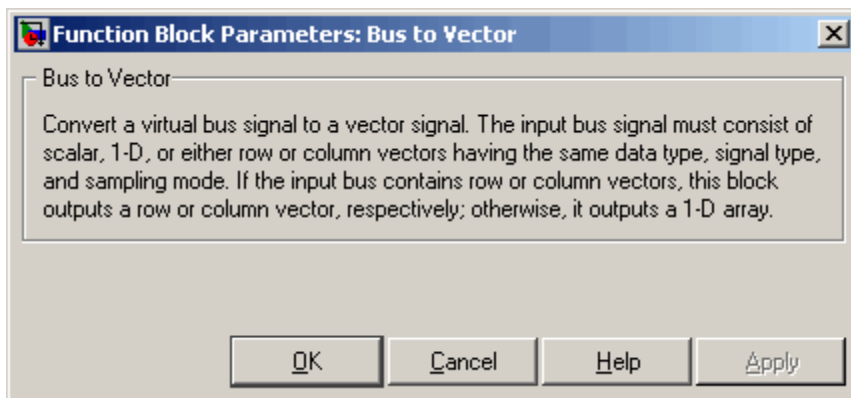 Function Block Parameters: Bus to Vector
Bus to Vector
Convert a virtual bus signal to a vector signal. The input bus signal must consist of
scalar, 1-D, or either row or column vectors having the same data type, signal type,
and sampling mode. If the input bus contains row or column vectors, this block
outputs a row or column vector, respectively; otherwise, it outputs a 1-D array.
OK Cancel Help Apply